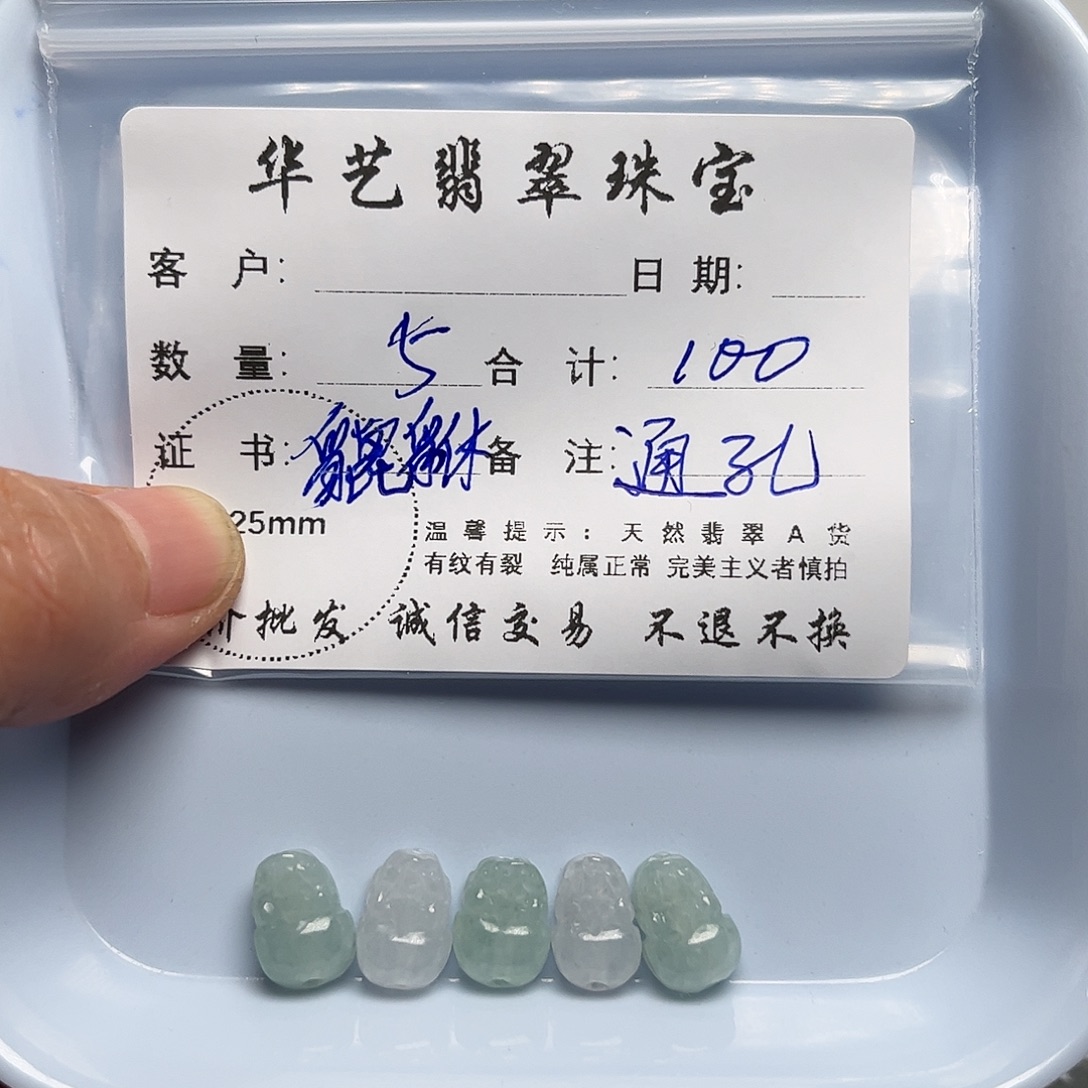 华艺翡翠珠宝
客 户: 日 期:
数 量: 5 合 计: 100
证 书: 貔貅 备 注: 通孔
25mm
温馨提示: 天然翡翠A货
有纹有裂 纯属正常 完美主义者慎拍
价批发 诚信交易 不退不换